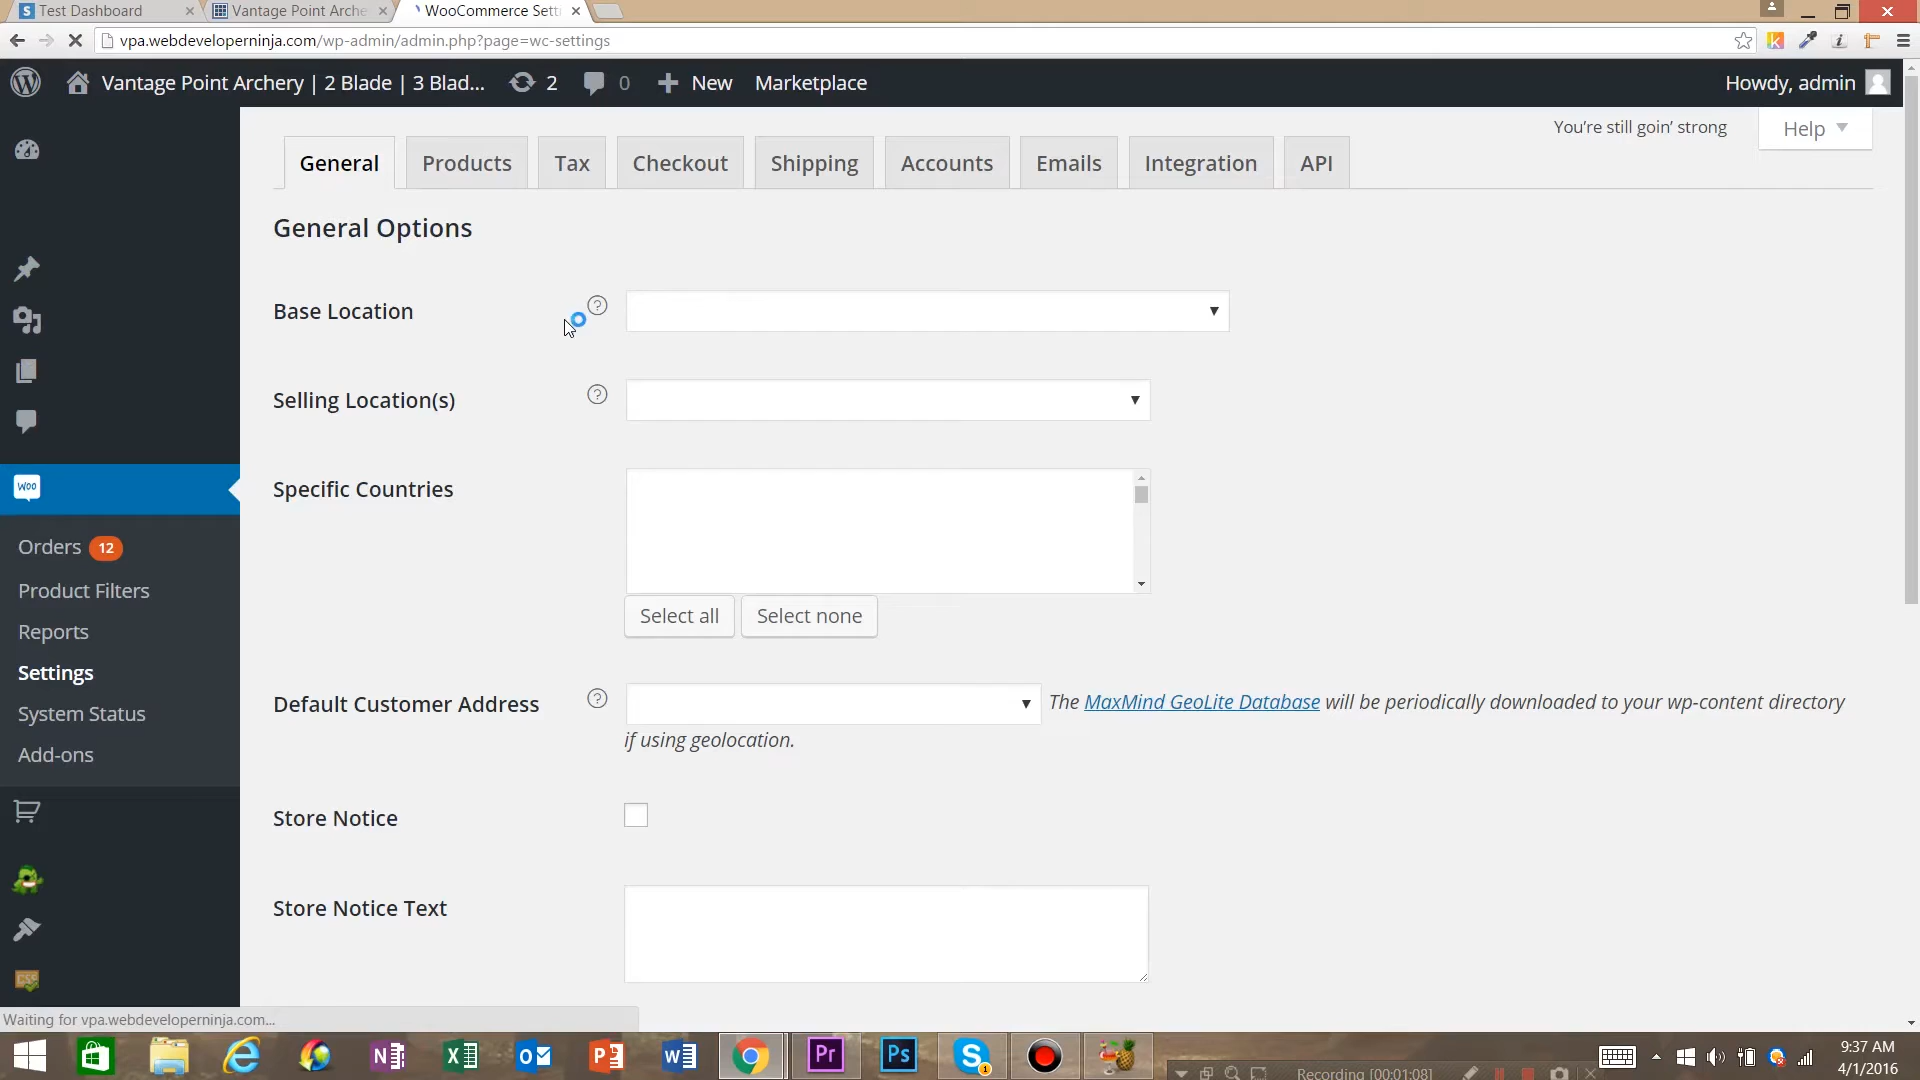 Test Dashboard
Vantage Point Arche
WooCommerce Sett
vpa.webdeveloperninja.com/wp-admin/admin.php?page=wc-settings
Vantage Point Archery | 2 Blade | 3 Blad... 2 0 New Marketplace Howdy, admin
You're still goin' strong Help
General Products Tax Checkout Shipping Accounts Emails Integration API
General Options
Base Location
Selling Location(s)
Specific Countries
Woo
Orders 12
Product Filters
Select all Select none
Reports
Settings
Default Customer Address The MaxMind GeoLite Database will be periodically downloaded to your wp-content directory
if using geolocation.
System Status
Add-ons
Store Notice
Store Notice Text
CSS
Waiting for vpa.webdeveloperninja.com...
Recording [00:01:08]
9:37 AM
4/1/2016